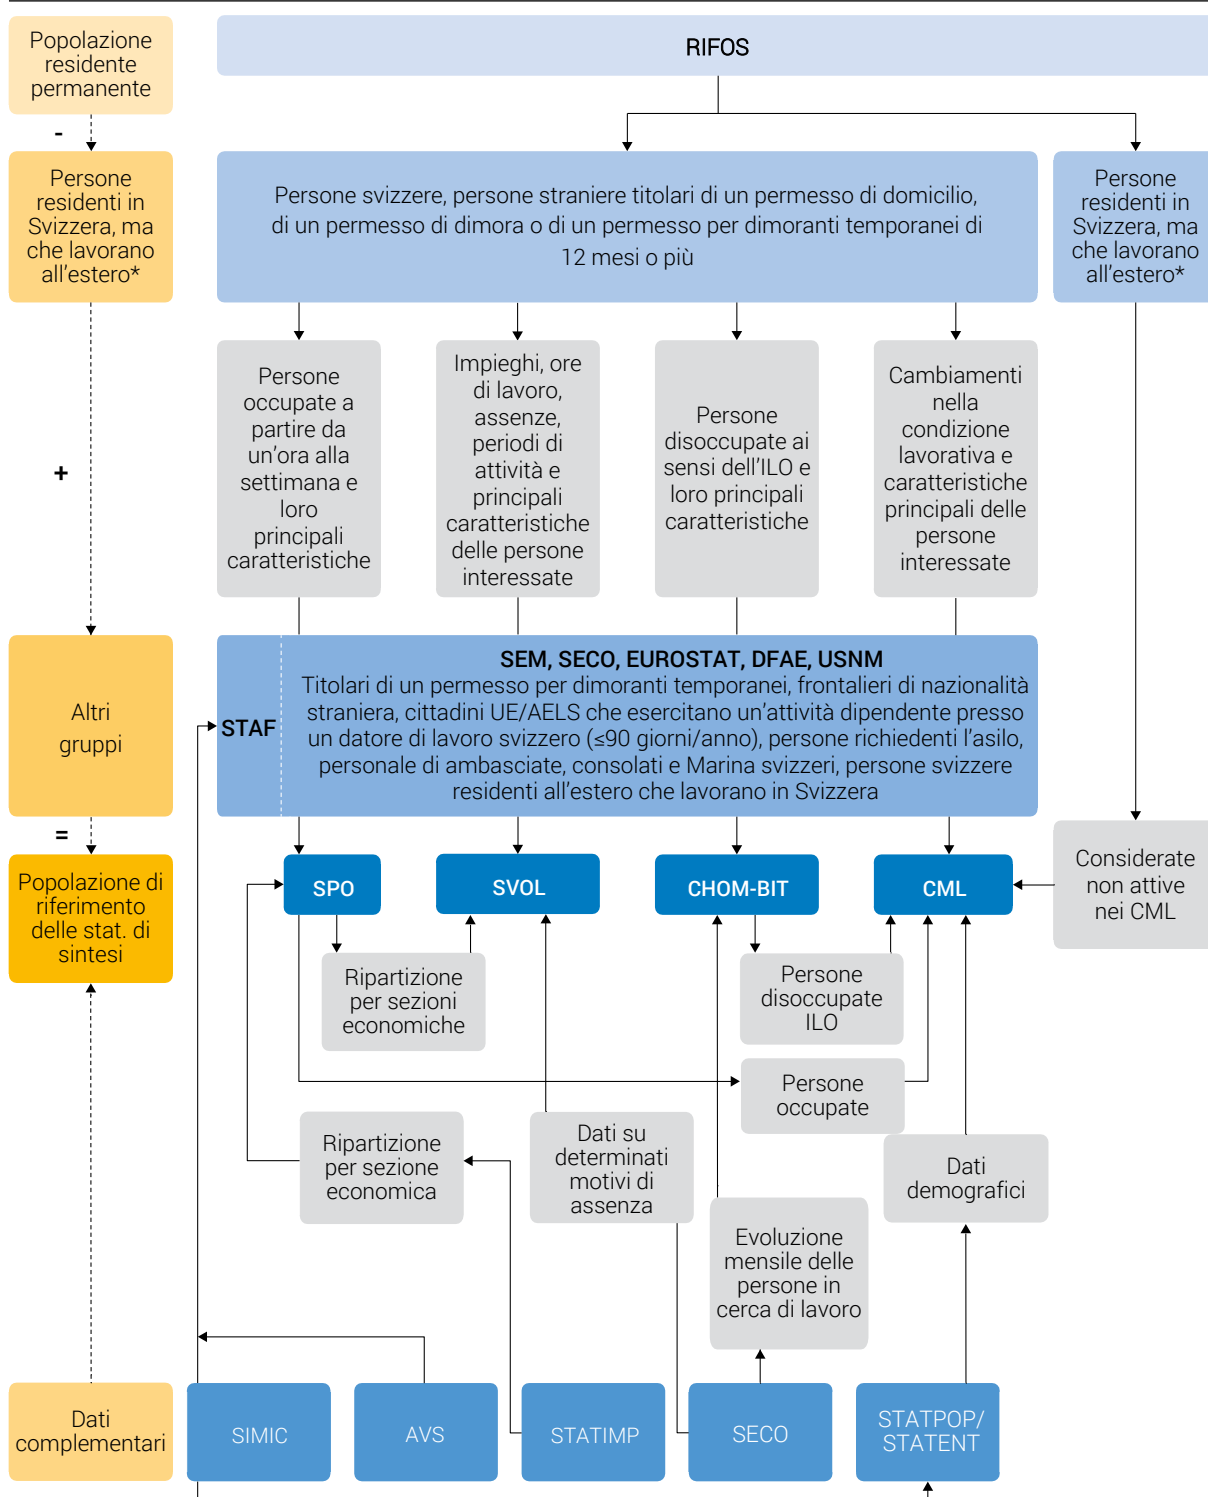 Popolazione
residente
permanente
RIFOS
-
Persone
residenti in
Svizzera, ma
che lavorano
all'estero*
Persone svizzere, persone straniere titolari di un permesso di domicilio,
di un permesso di dimora o di un permesso per dimoranti temporanei di
12 mesi o più
Persone
residenti in
Svizzera, ma
che lavorano
all'estero*
+
Persone
occupate a
partire da
un'ora alla
settimana e
loro
principali
caratteristiche
Impieghi, ore
di lavoro,
assenze,
periodi di
attività e
principali
caratteristiche
delle persone
interessate
Persone
disoccupate ai
sensi dell'ILO e
loro principali
caratteristiche
Cambiamenti
nella
condizione
lavorativa e
caratteristiche
principali delle
persone
interessate
Altri
gruppi
STAF
SEM, SECO, EUROSTAT, DFAE, USNM
Titolari di un permesso per dimoranti temporanei, frontalieri di nazionalità
straniera, cittadini UE/AELS che esercitano un'attività dipendente presso
un datore di lavoro svizzero (≤90 giorni/anno), persone richiedenti l'asilo,
personale di ambasciate, consolati e Marina svizzeri, persone svizzere
residenti all'estero che lavorano in Svizzera
=
Popolazione di
riferimento
delle stat. di
sintesi
SPO
SVOL
CHOM-BIT
CML
Considerate
non attive
nei CML
Ripartizione
per sezioni
economiche
Persone
disoccupate
ILO
Persone
occupate
Ripartizione
per sezione
economica
Dati su
determinati
motivi di
assenza
Dati
demografici
Evoluzione
mensile delle
persone in
cerca di lavoro
Dati
complementari
SIMIC
AVS
STATIMP
SECO
STATPOP/
STATENT